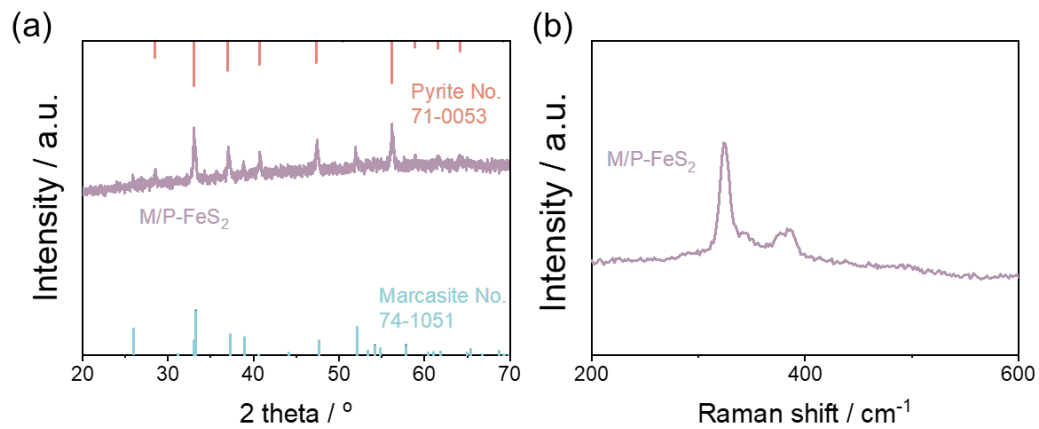 (a)
Intensity / a.u.
Pyrite No.
71-0053
M/P-FeS₂
Marcasite No.
74-1051
20 30 40 50 60 70
2 theta / °
(b)
Intensity / a.u.
M/P-FeS₂
200 400 600
Raman shift / cm⁻¹